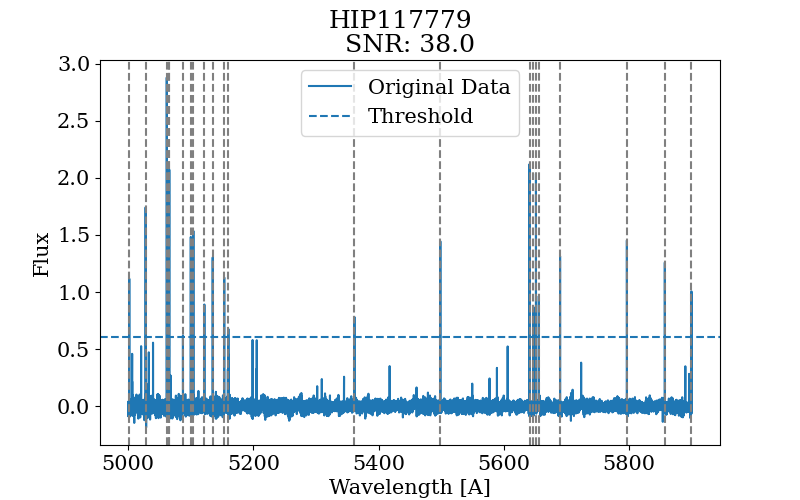 HIP117779
SNR: 38.0
Original Data
Threshold
3.0
2.5
2.0
1.5
1.0
0.5
0.0
Flux
5000 5200 5400 5600 5800
Wavelength [A]